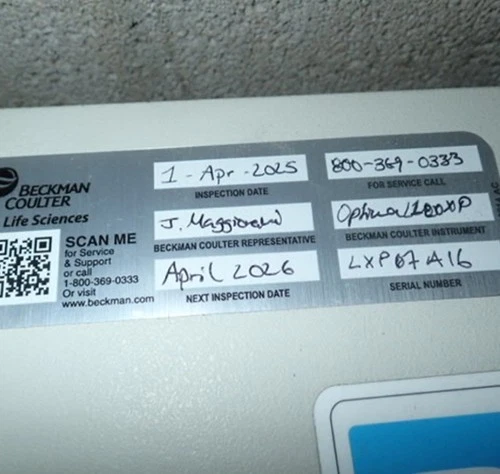 BECKMAN
COULTER
Life Sciences
SCAN ME
for Service
& Support
or call
1-800-369-0333
Or visit
www.beckman.com
1-Apr-2025
INSPECTION DATE
J. Maggiorelli
BECKMAN COULTER REPRESENTATIVE
April 2026
NEXT INSPECTION DATE
800-369-0333
FOR SERVICE CALL
BECKMAN COULTER INSTRUMENT
SERIAL NUMBER